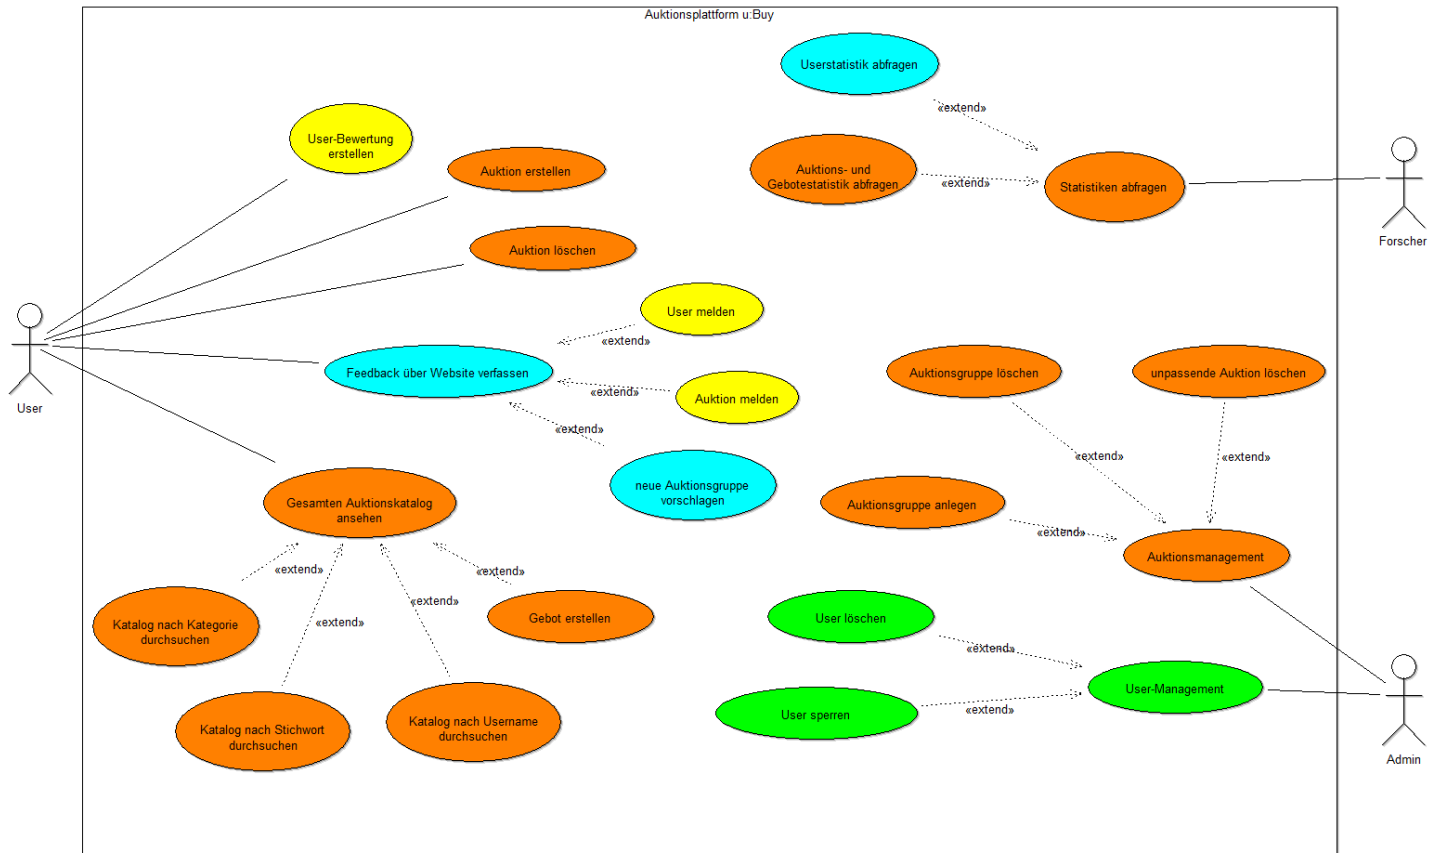 Auktionsplattform u:Buy
Userstatistik abfragen
«extend»
User-Bewertung
erstellen
Auktion erstellen
Auktions- und
Gebotestatistik abfragen
«extend»
Statistiken abfragen
Forscher
Auktion löschen
User melden
«extend»
Feedback über Website verfassen
«extend»
Auktion melden
Auktionsgruppe löschen
unpassende Auktion löschen
User
«extend»
«extend»
«extend»
neue Auktionsgruppe
vorschlagen
Gesamten Auktionskatalog
ansehen
Auktionsgruppe anlegen
«extend»
Auktionsmanagement
«extend»
«extend»
«extend»
«extend»
Katalog nach Kategorie
durchsuchen
Gebot erstellen
User löschen
«extend»
User-Management
Katalog nach Stichwort
durchsuchen
Katalog nach Username
durchsuchen
User sperren
«extend»
Admin